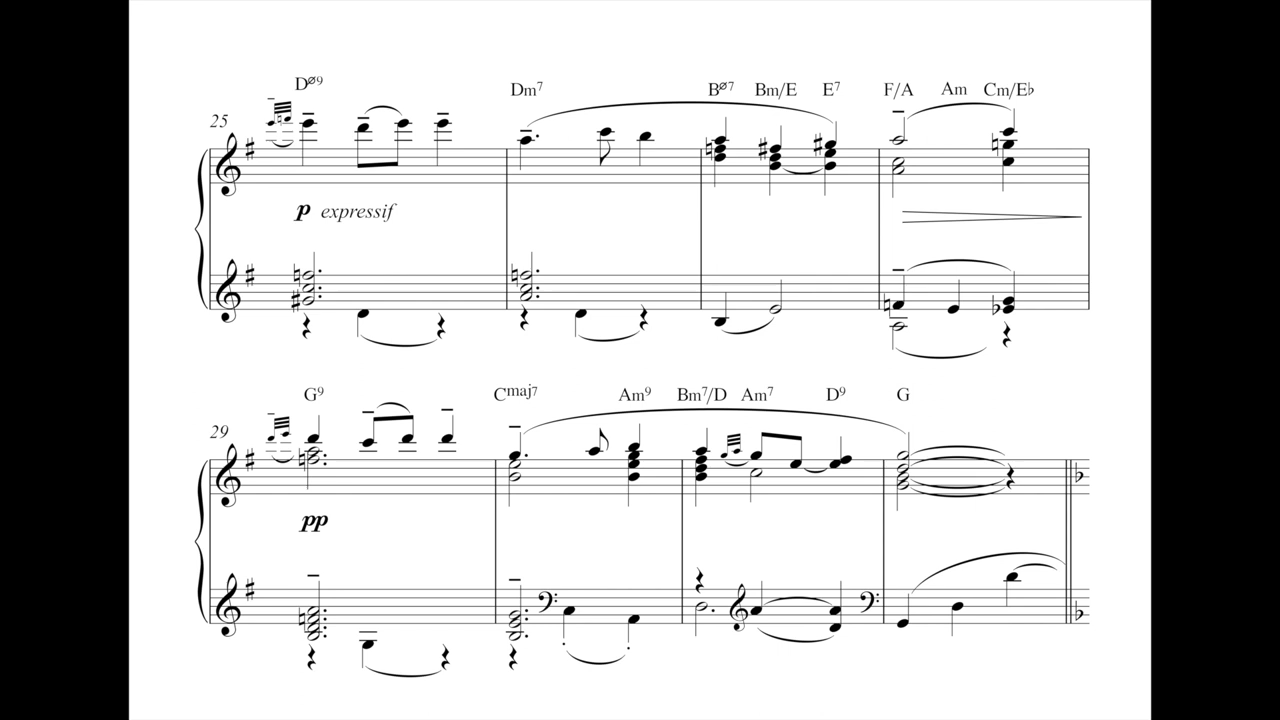 Dø9 Dm7 Bø7 Bm/E E7 F/A Am Cm/E♭
25
p expressif
G9 Cmaj7 Am9 Bm7/D Am7 D9 G
29
pp